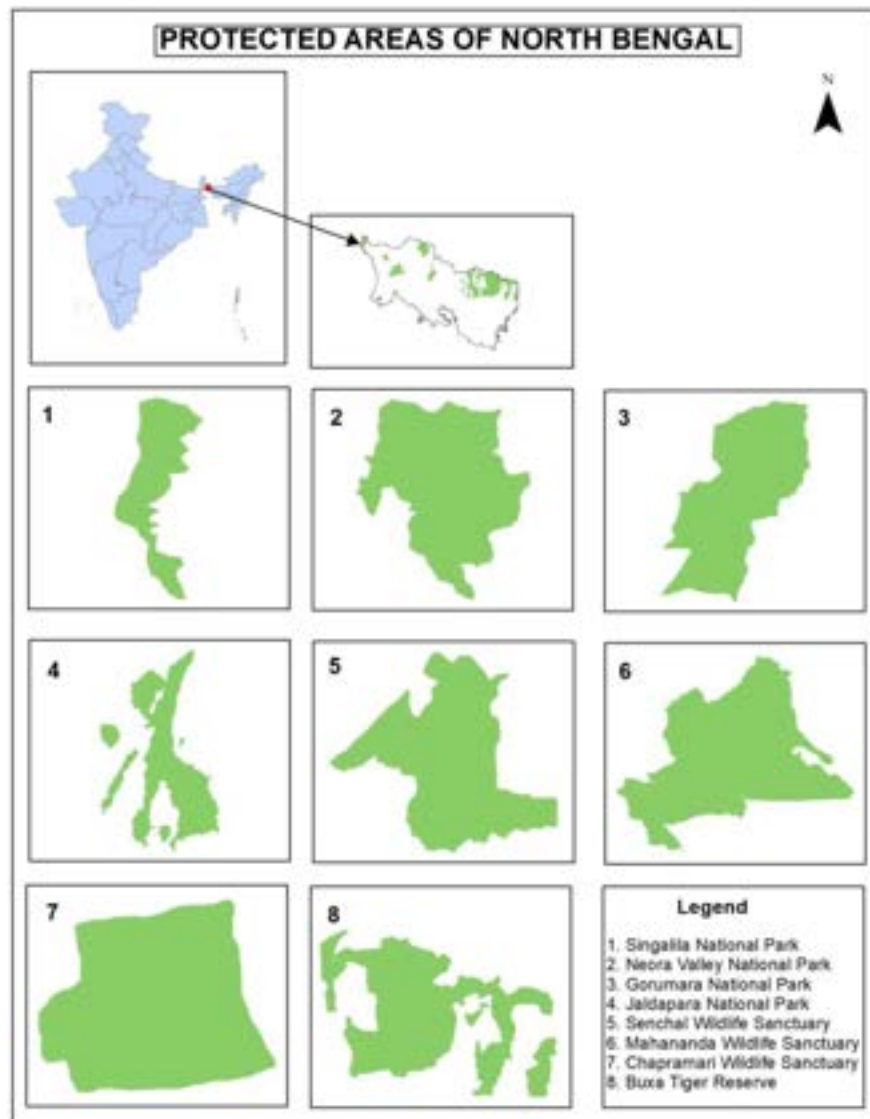 PROTECTED AREAS OF NORTH BENGAL
N
1
2
3
4
5
6
7
8
Legend
1. Singalila National Park
2. Neora Valley National Park
3. Gorumara National Park
4. Jaldapara National Park
5. Senchal Wildlife Sanctuary
6. Mahananda Wildlife Sanctuary
7. Chapramari Wildlife Sanctuary
8. Buxa Tiger Reserve